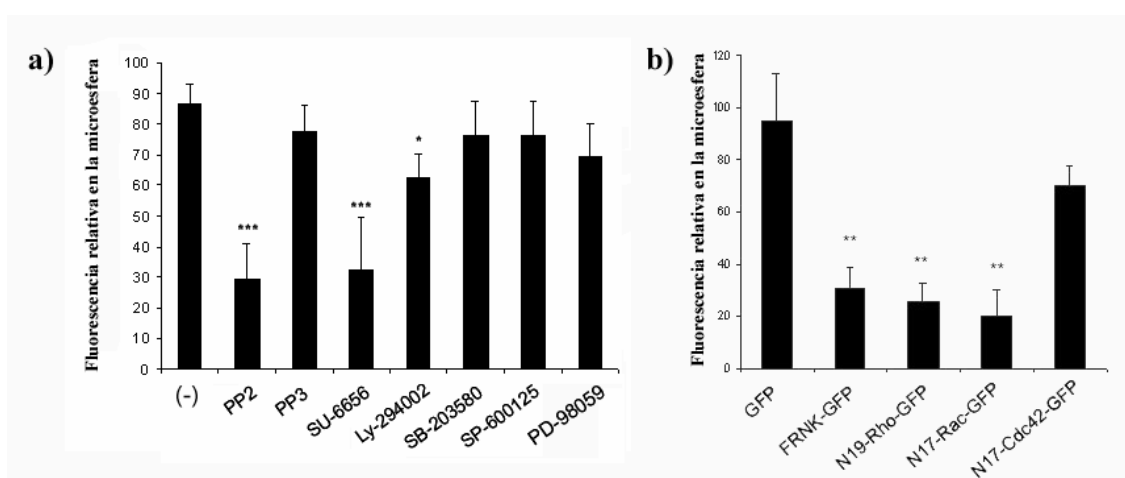 a)
Fluorescencia relativa en la microesfera
100
90
80
70
60
50
40
30
20
10
0
***
***
*
(-)
PP2
PP3
SU-6656
Ly-294002
SB-203580
SP-600125
PD-98059
b)
Fluorescencia relativa en la microesfera
120
100
80
60
40
20
0
**
**
**
GFP
FRNK-GFP
N19-Rho-GFP
N17-Rac-GFP
N17-Cdc42-GFP